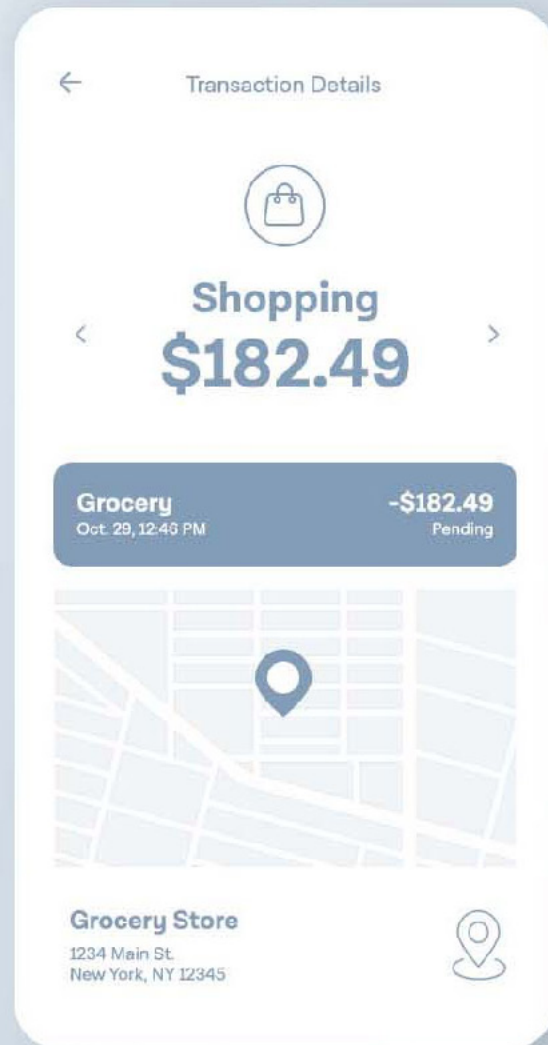 Transaction Details
Shopping
$182.49
Grocery
-$182.49
Oct. 29, 12:46 PM
Pending
Grocery Store
1234 Main St.
New York, NY 12345